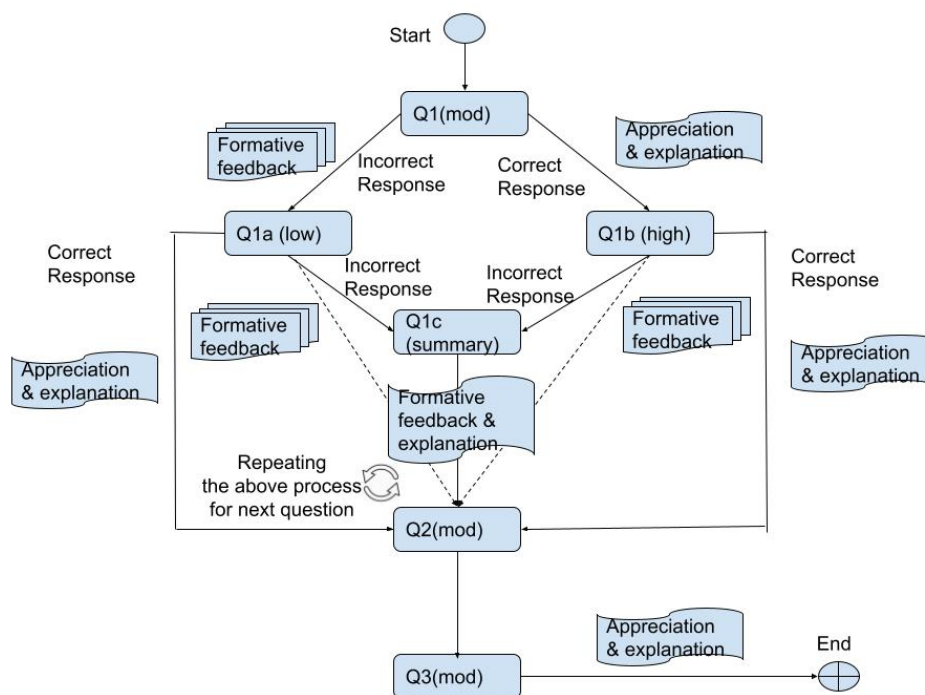 Start
Q1(mod)
Formative
feedback
Appreciation
& explanation
Incorrect
Response
Correct
Response
Q1a (low)
Q1b (high)
Correct
Response
Incorrect
Response
Incorrect
Response
Correct
Response
Formative
feedback
Q1c
(summary)
Formative
feedback
Appreciation
& explanation
Appreciation
& explanation
Formative
feedback &
explanation
Repeating
the above process
for next question
Q2(mod)
Appreciation
& explanation
End
Q3(mod)